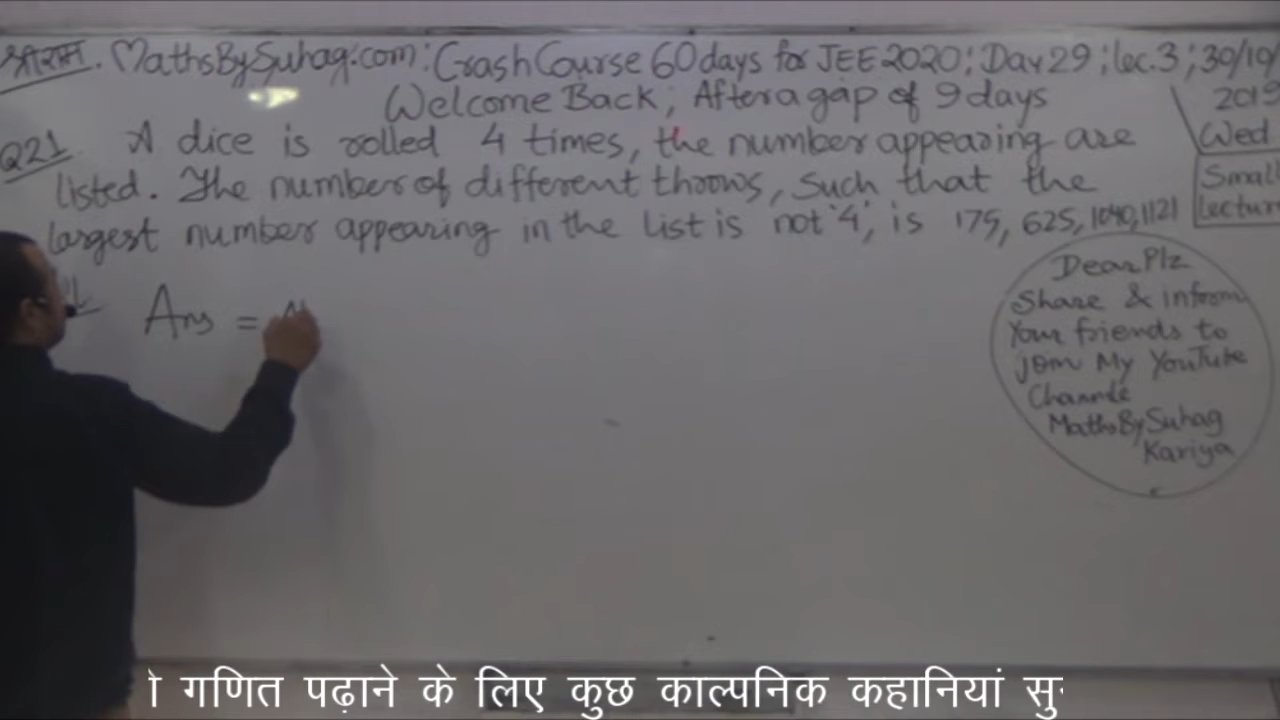 श्रीराम. MathsBySuhag.com: Crash Course 60 days for JEE 2020; Day 29; lec.3; 30/10/
2019
Wed
Welcome Back, After a gap of 9 days
Q21 A dice is rolled 4 times, the number appearing are
listed. The number of different throws, such that the
largest number appearing in the list is not '4', is 175, 625, 1040, 1121
Small
Lecture
Ans =
Dear Plz
Share & inform
Your friends to
join My YouTube
Channel
MathsBySuhag
Kariya
गणित पढ़ाने के लिए कुछ काल्पनिक कहानियां